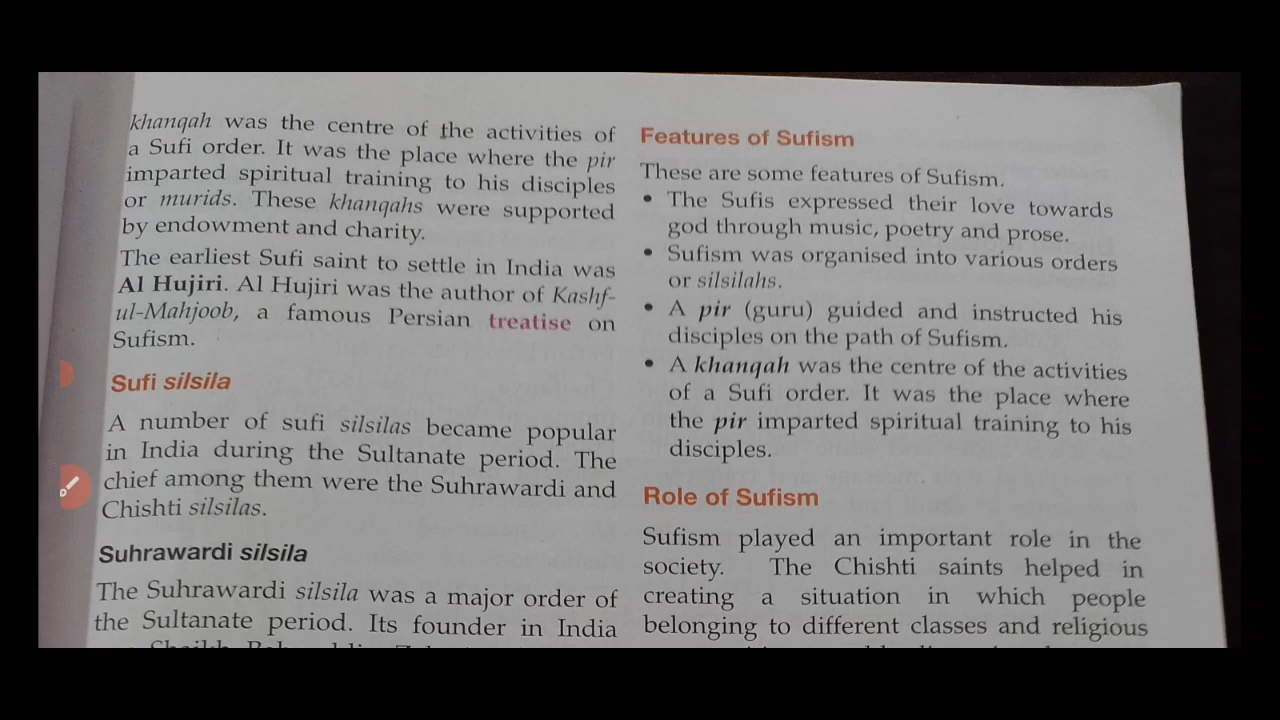 khanqah was the centre of the activities of
a Sufi order. It was the place where the pir
imparted spiritual training to his disciples
or murids. These khanqahs were supported
by endowment and charity.
The earliest Sufi saint to settle in India was
Al Hujiri. Al Hujiri was the author of Kashf-
ul-Mahjoob, a famous Persian treatise on
Sufism.
Sufi silsila
A number of sufi silsilas became popular
in India during the Sultanate period. The
chief among them were the Suhrawardi and
Chishti silsilas.
Suhrawardi silsila
The Suhrawardi silsila was a major order of
the Sultanate period. Its founder in India
Features of Sufism
These are some features of Sufism.
• The Sufis expressed their love towards
god through music, poetry and prose.
• Sufism was organised into various orders
or silsilahs.
• A pir (guru) guided and instructed his
disciples on the path of Sufism.
• A khanqah was the centre of the activities
of a Sufi order. It was the place where
the pir imparted spiritual training to his
disciples.
Role of Sufism
Sufism played an important role in the
society. The Chishti saints helped in
creating a situation in which people
belonging to different classes and religious